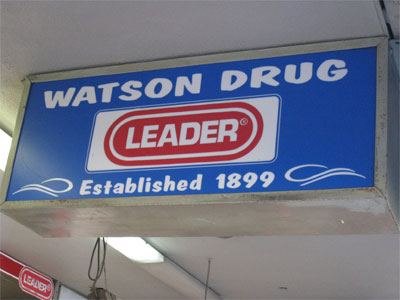 WATSON DRUG
LEADER®
Established 1899
LEADER